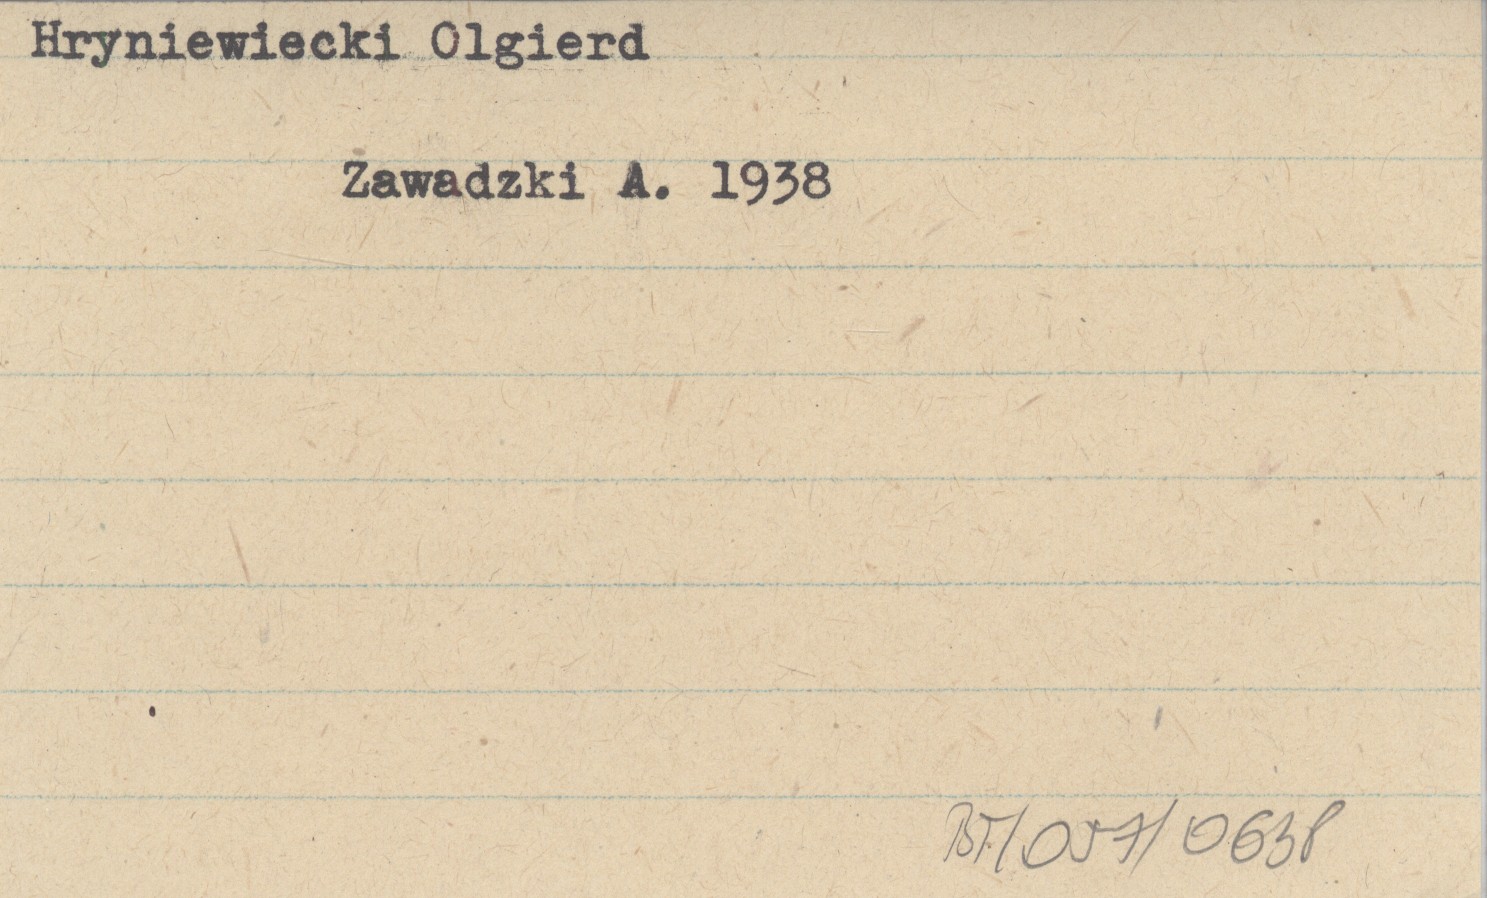 Hryniewiecki Olgierd
Zawadzki A. 1938
BT/057/0638